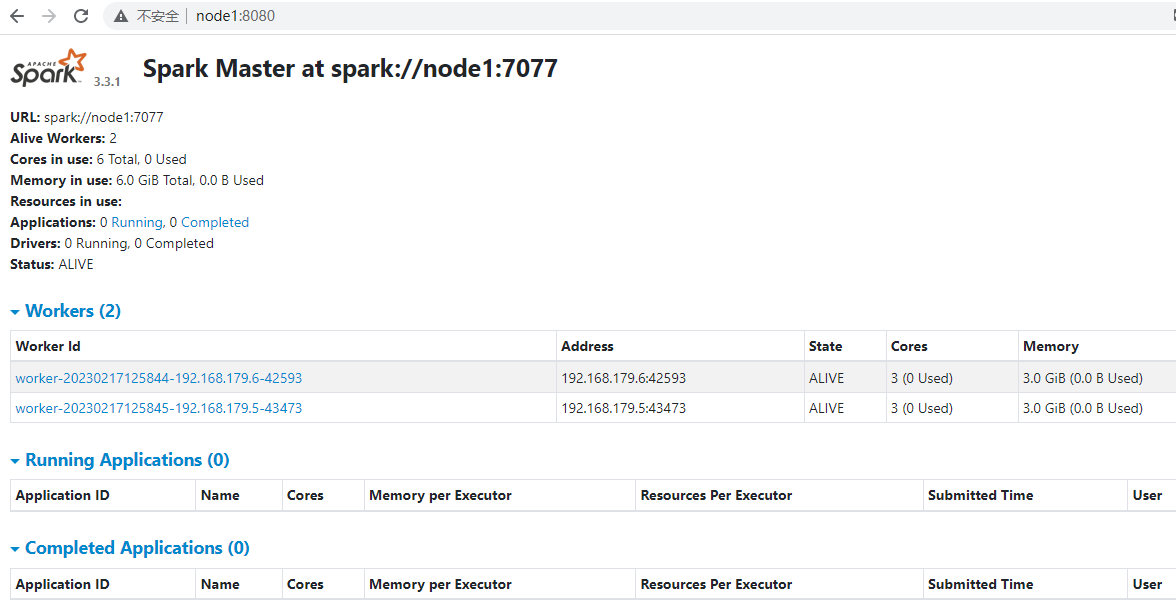 不安全 node1:8080
APACHE Spark 3.3.1 Spark Master at spark://node1:7077
URL: spark://node1:7077
Alive Workers: 2
Cores in use: 6 Total, 0 Used
Memory in use: 6.0 GiB Total, 0.0 B Used
Resources in use:
Applications: 0 Running, 0 Completed
Drivers: 0 Running, 0 Completed
Status: ALIVE
Workers (2)
Worker Id Address State Cores Memory
worker-20230217125844-192.168.179.6-42593 192.168.179.6:42593 ALIVE 3 (0 Used) 3.0 GiB (0.0 B Used)
worker-20230217125845-192.168.179.5-43473 192.168.179.5:43473 ALIVE 3 (0 Used) 3.0 GiB (0.0 B Used)
Running Applications (0)
Application ID Name Cores Memory per Executor Resources Per Executor Submitted Time User
Completed Applications (0)
Application ID Name Cores Memory per Executor Resources Per Executor Submitted Time User